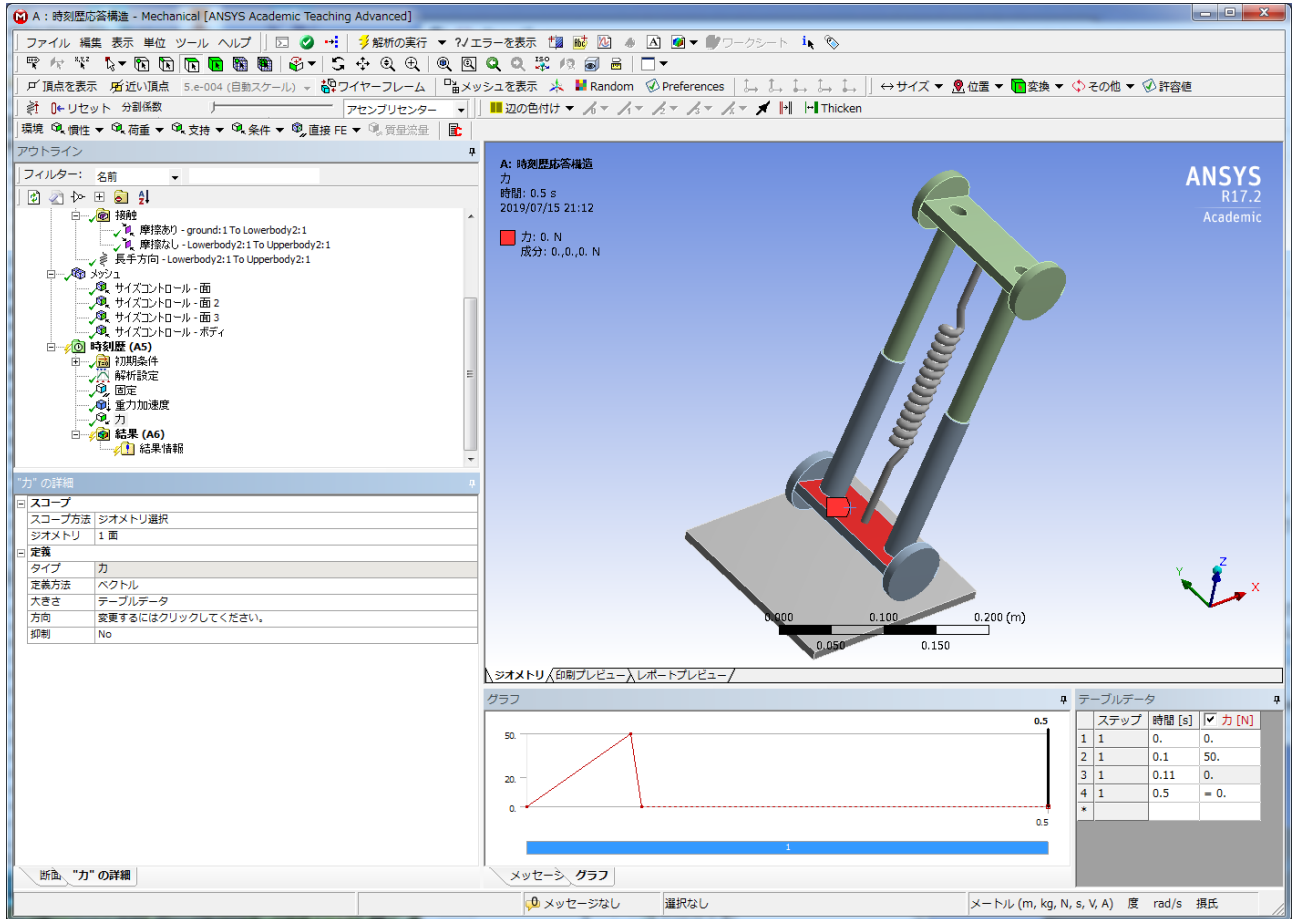 A : 時刻歴応答構造 - Mechanical [ANSYS Academic Teaching Advanced]
ファイル 編集 表示 単位 ツール ヘルプ 解析の実行 ?/エラーを表示 ワークシート
頂点を表示 近い頂点 5.e-004 (自動スケール) ワイヤーフレーム メッシュを表示 Random Preferences サイズ 位置 変換 その他 許容値
リセット 分割係数 アセンブリセンター 辺の色付け Thicken
環境 慣性 荷重 支持 条件 直接 FE 質量流量
アウトライン
フィルター: 名前
接触
摩擦あり - ground:1 To Lowerbody2:1
摩擦なし - Lowerbody2:1 To Upperbody2:1
長手方向 - Lowerbody2:1 To Upperbody2:1
メッシュ
サイズコントロール - 面
サイズコントロール - 面 2
サイズコントロール - 面 3
サイズコントロール - ボディ
時刻歴 (A5)
初期条件
解析設定
固定
重力加速度
力
結果 (A6)
結果情報
"力" の詳細
スコープ
スコープ方法 ジオメトリ選択
ジオメトリ 1 面
定義
タイプ 力
定義方法 ベクトル
大きさ テーブルデータ
方向 変更するにはクリックしてください。
抑制 No
断面 "力" の詳細
A: 時刻歴応答構造
力
時間: 0.5 s
2019/07/15 21:12
力: 0. N
成分: 0.,0.,0. N
ANSYS
R17.2
Academic
Z
Y
X
0.000 0.100 0.200 (m)
0.050 0.150
ジオメトリ 印刷プレビュー レポートプレビュー
グラフ
0.5
50.
20.
0.
0.5
1
メッセージ グラフ
テーブルデータ
ステップ 時間 [s] 力 [N]
1 1 0. 0.
2 1 0.1 50.
3 1 0.11 0.
4 1 0.5 = 0.
*
メッセージなし 選択なし メートル (m, kg, N, s, V, A) 度 rad/s 摂氏